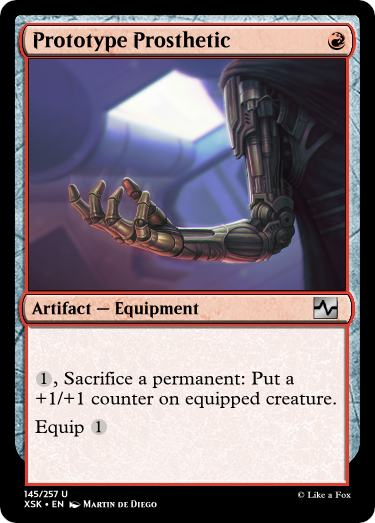 Prototype Prosthetic
Artifact — Equipment
1, Sacrifice a permanent: Put a
+1/+1 counter on equipped creature.
Equip 1
145/257 U
XSK • EN Martin de Diego
© Like a Fox